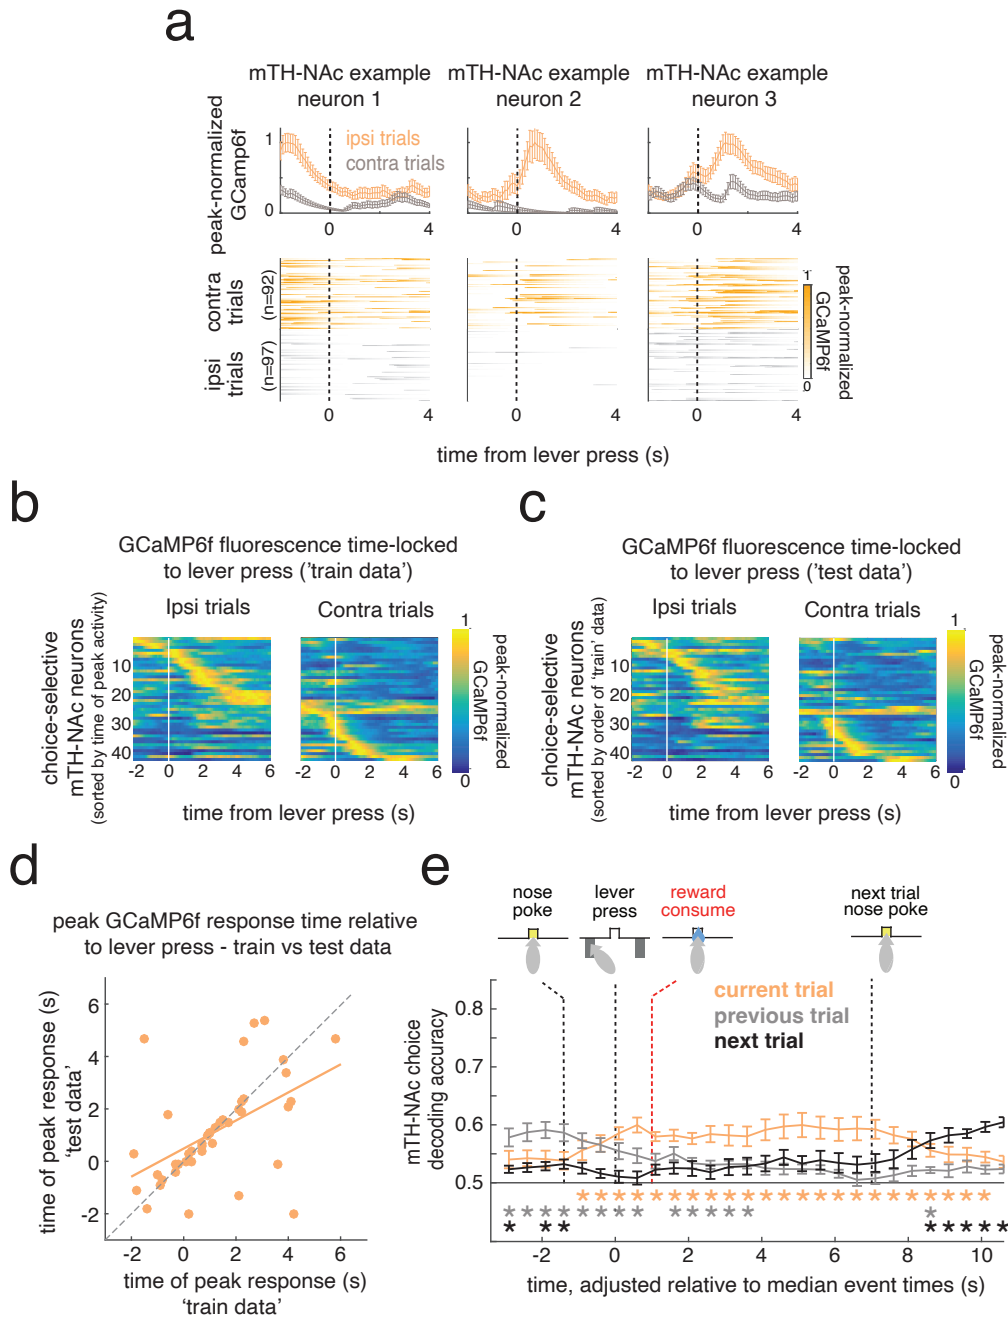 a
mTH-NAc example
neuron 1
mTH-NAc example
neuron 2
mTH-NAc example
neuron 3
peak-normalized
GCamp6f
1
0
ipsi trials
contra trials
0
4
0
4
0
4
contra
trials
(n=92)
ipsi
trials
(n=97)
0
4
0
4
0
4
1
0
GCaMP6f
peak-normalized
time from lever press (s)
b
GCaMP6f fluorescence time-locked
to lever press ('train data')
Ipsi trials
Contra trials
choice-selective
mTH-NAc neurons
(sorted by time of peak activity)
10
20
30
40
-2 0 2 4 6
-2 0 2 4 6
1
0
GCaMP6f
peak-normalized
time from lever press (s)
c
GCaMP6f fluorescence time-locked
to lever press ('test data')
Ipsi trials
Contra trials
choice-selective
mTH-NAc neurons
(sorted by order of 'train' data)
10
20
30
40
-2 0 2 4 6
-2 0 2 4 6
1
0
GCaMP6f
peak-normalized
time from lever press (s)
d
peak GCaMP6f response time relative
to lever press - train vs test data
time of peak response (s)
'test data'
6
4
2
0
-2
-2 0 2 4 6
time of peak response (s)
'train data'
e
nose
poke
lever
press
reward
consume
next trial
nose poke
current trial
previous trial
next trial
mTH-NAc choice
decoding accuracy
0.8
0.7
0.6
0.5
* * * * * * * * * * * * * * * * * * * * * * *
* * * * * * * * * * * * * * *
* * * * * * * *
-2 0 2 4 6 8 10
time, adjusted relative to median event times (s)